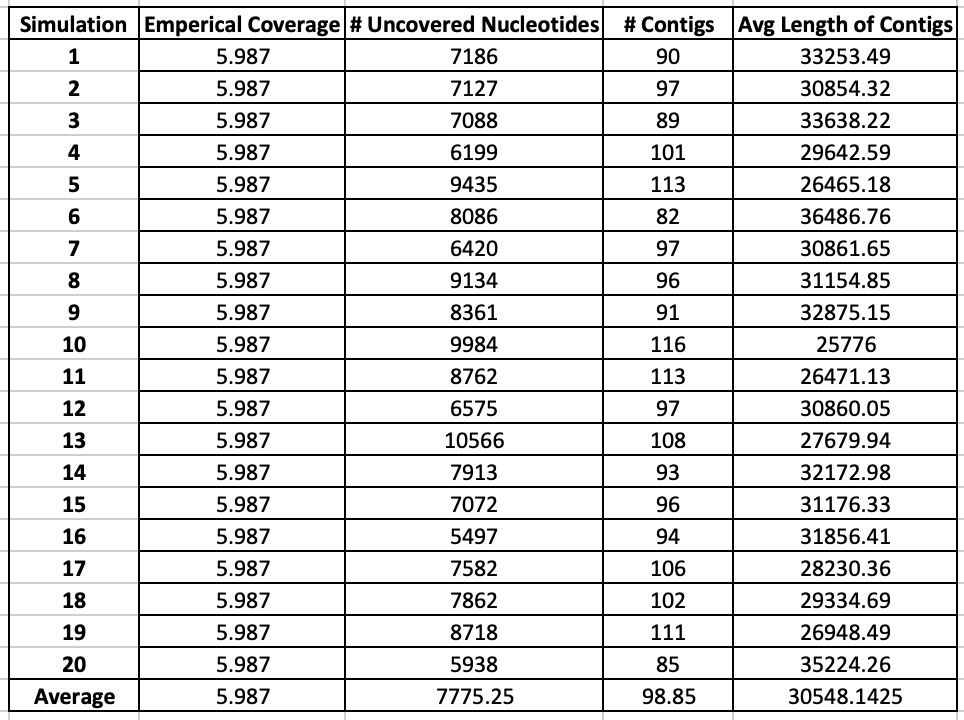 Simulation Emperical Coverage # Uncovered Nucleotides # Contigs Avg Length of Contigs
1 5.987 7186 90 33253.49
2 5.987 7127 97 30854.32
3 5.987 7088 89 33638.22
4 5.987 6199 101 29642.59
5 5.987 9435 113 26465.18
6 5.987 8086 82 36486.76
7 5.987 6420 97 30861.65
8 5.987 9134 96 31154.85
9 5.987 8361 91 32875.15
10 5.987 9984 116 25776
11 5.987 8762 113 26471.13
12 5.987 6575 97 30860.05
13 5.987 10566 108 27679.94
14 5.987 7913 93 32172.98
15 5.987 7072 96 31176.33
16 5.987 5497 94 31856.41
17 5.987 7582 106 28230.36
18 5.987 7862 102 29334.69
19 5.987 8718 111 26948.49
20 5.987 5938 85 35224.26
Average 5.987 7775.25 98.85 30548.1425